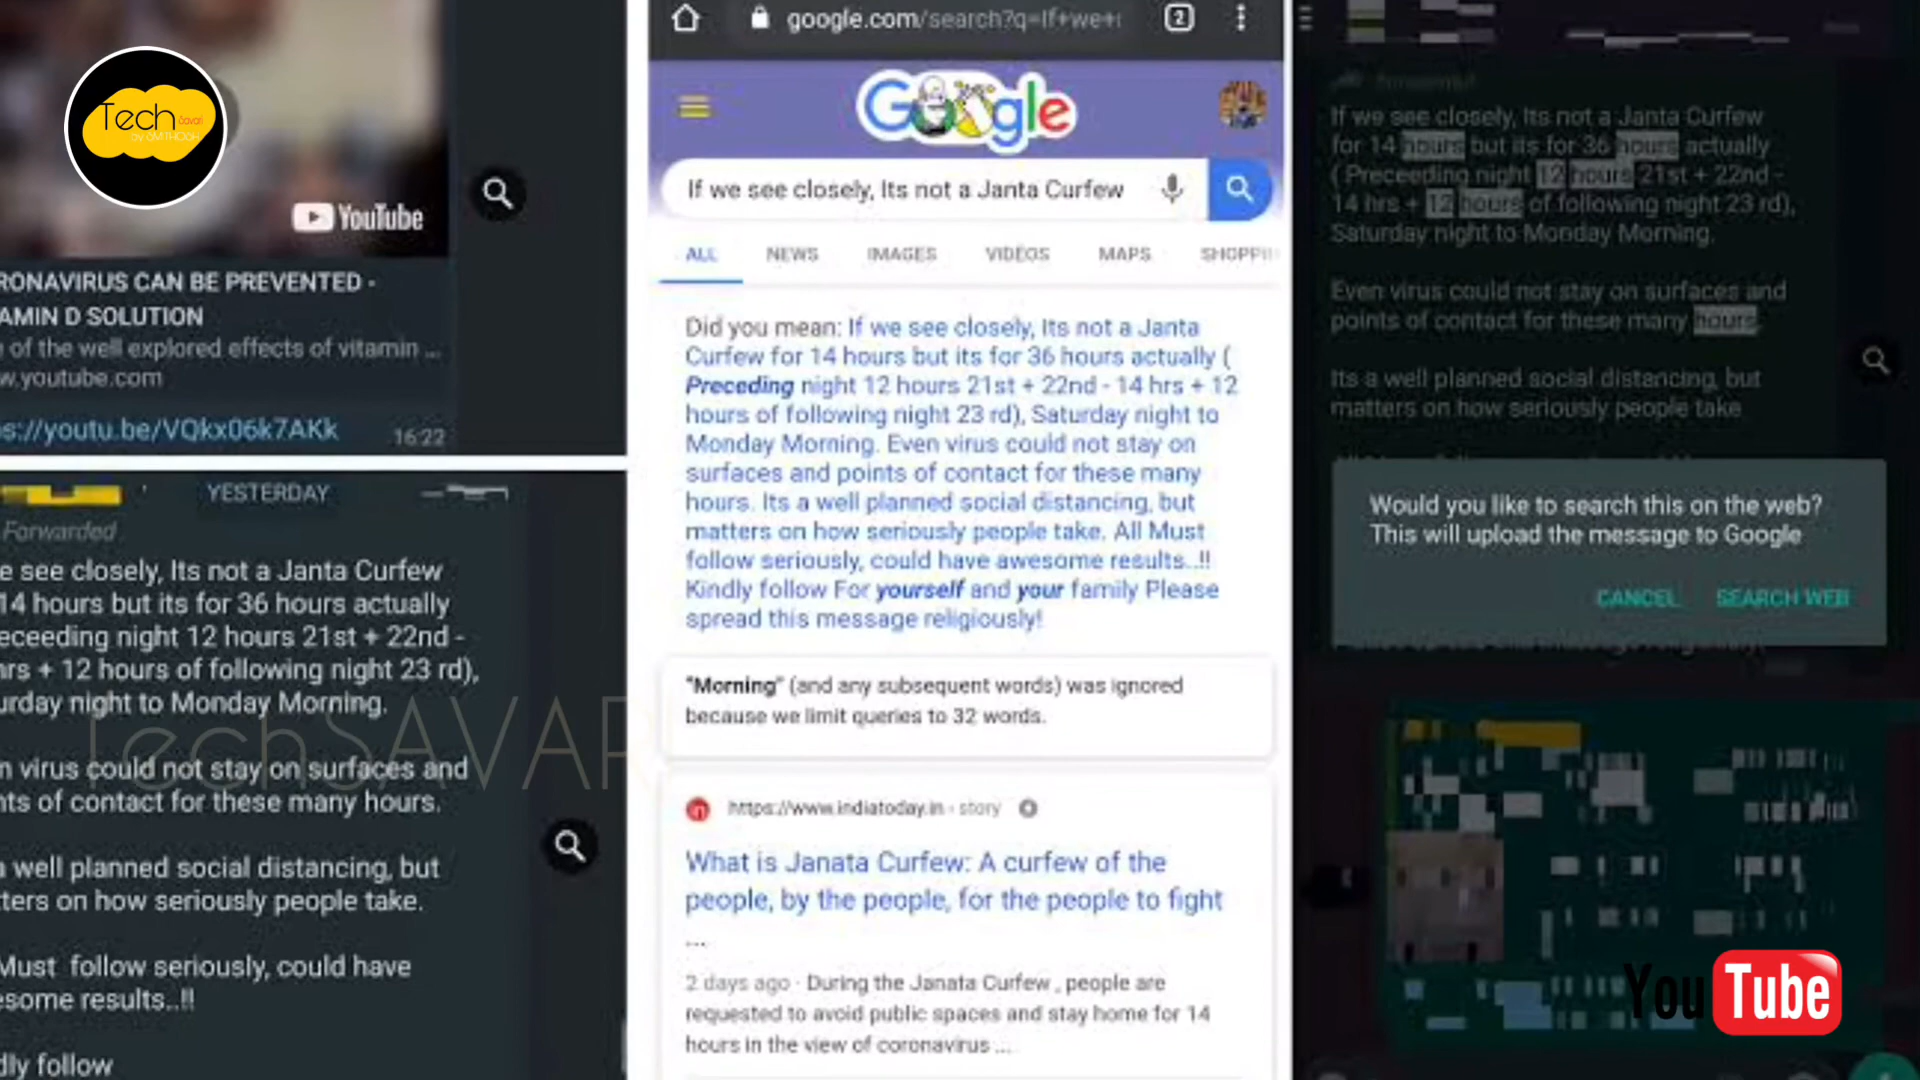 Tech
Savari
YouTube
RONAVIRUS CAN BE PREVENTED -
AMIN D SOLUTION
of the well explored effects of vitamin ...
w.youtube.com
s://youtu.be/VQkx06k7AKk
16:22
YESTERDAY
Forwarded
e see closely, Its not a Janta Curfew
14 hours but its for 36 hours actually
eceeding night 12 hours 21st + 22nd -
hrs + 12 hours of following night 23 rd),
urday night to Monday Morning.
n virus could not stay on surfaces and
nts of contact for these many hours.
a well planned social distancing, but
ters on how seriously people take.
Must follow seriously, could have
esome results..!!
dly follow
TechSAVAR
google.com/search?q=If+we+
2
Google
If we see closely, Its not a Janta Curfew
ALL NEWS IMAGES VIDEOS MAPS SHOPPI
Did you mean: If we see closely, Its not a Janta
Curfew for 14 hours but its for 36 hours actually (
Preceding night 12 hours 21st + 22nd - 14 hrs + 12
hours of following night 23 rd), Saturday night to
Monday Morning. Even virus could not stay on
surfaces and points of contact for these many
hours. Its a well planned social distancing, but
matters on how seriously people take. All Must
follow seriously, could have awesome results..!!
Kindly follow For yourself and your family Please
spread this message religiously!
"Morning" (and any subsequent words) was ignored
because we limit queries to 32 words.
https://www.indiatoday.in › story
What is Janata Curfew: A curfew of the
people, by the people, for the people to fight
...
2 days ago · During the Janata Curfew , people are
requested to avoid public spaces and stay home for 14
hours in the view of coronavirus ...
Forwarded
If we see closely, Its not a Janta Curfew
for 14 hours but its for 36 hours actually
( Preceeding night 12 hours 21st + 22nd -
14 hrs + 12 hours of following night 23 rd),
Saturday night to Monday Morning.
Even virus could not stay on surfaces and
points of contact for these many hours.
Its a well planned social distancing, but
matters on how seriously people take
Would you like to search this on the web?
This will upload the message to Google
CANCEL SEARCH WEB
YouTube